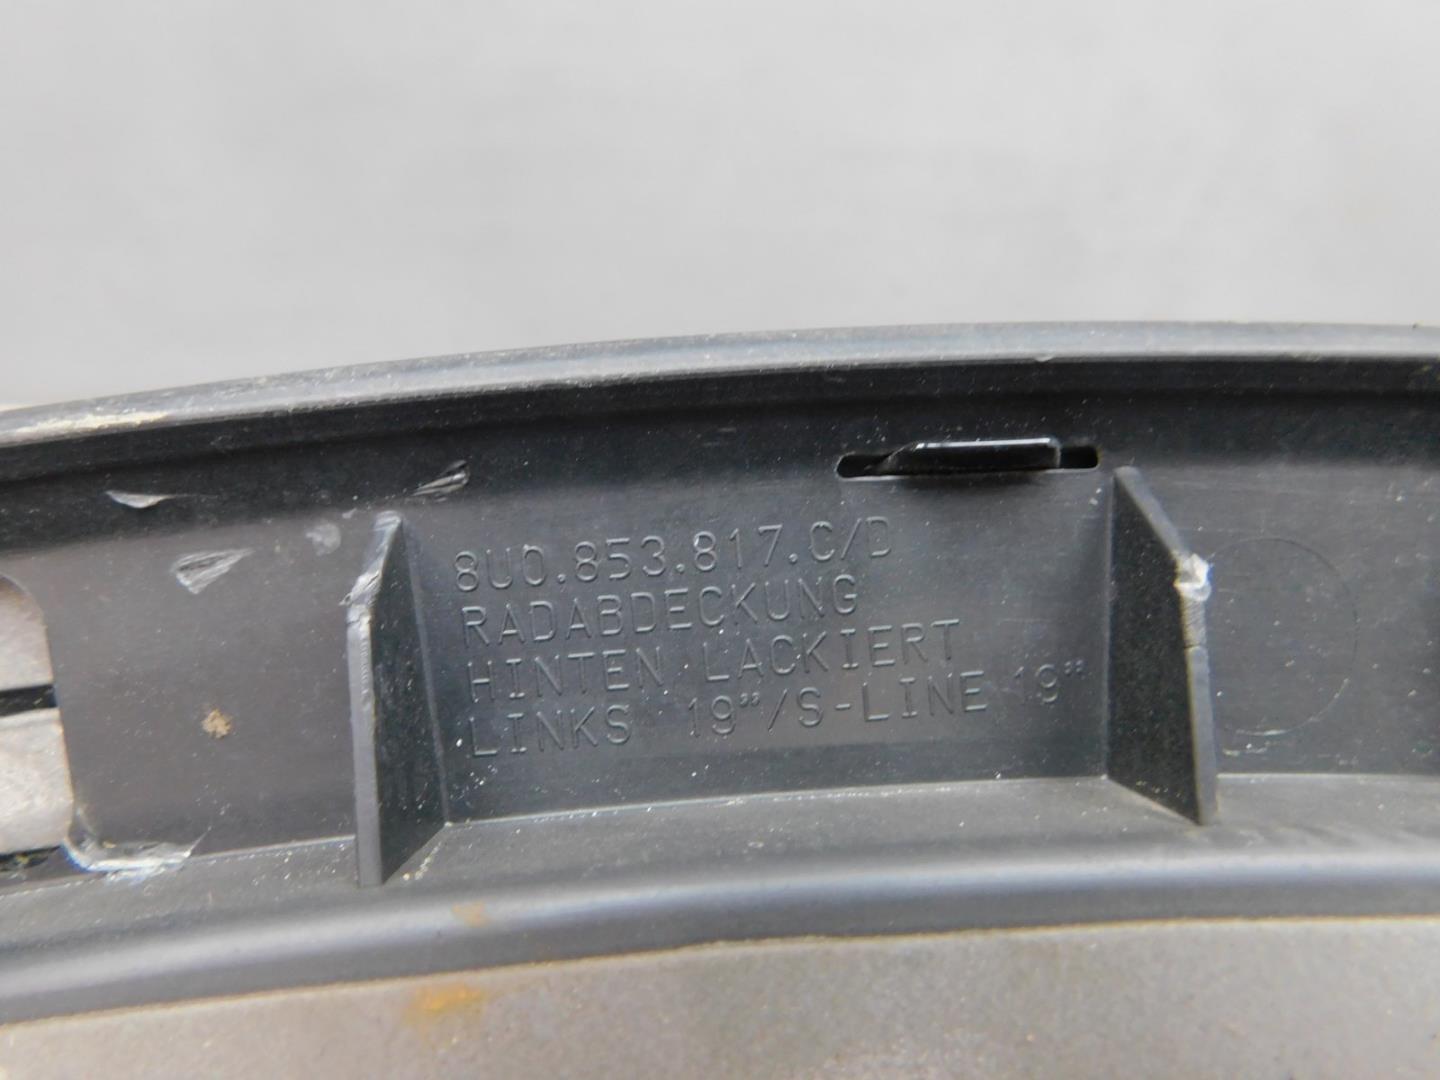 8U0.853.817.C/D
RADABDECKUNG
HINTEN LACKIERT
LINKS 19"/S-LINE 19"